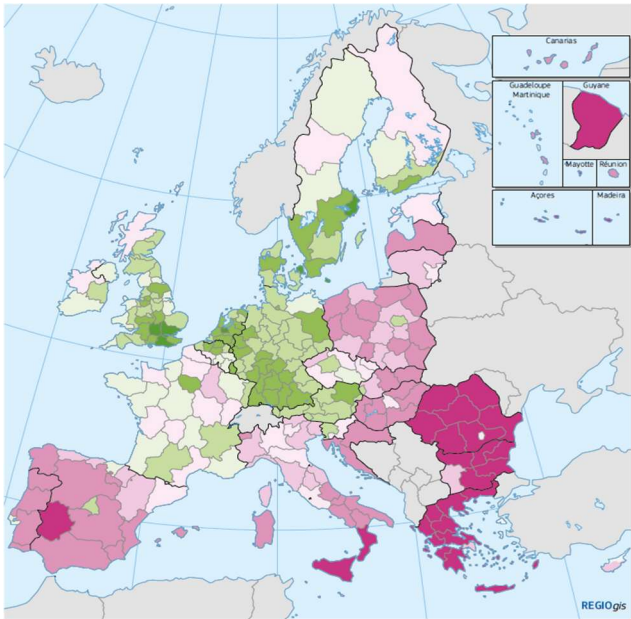 Canarias
Guadeloupe
Martinique
Guyane
Mayotte
Réunion
Açores
Madeira
REGIOgis